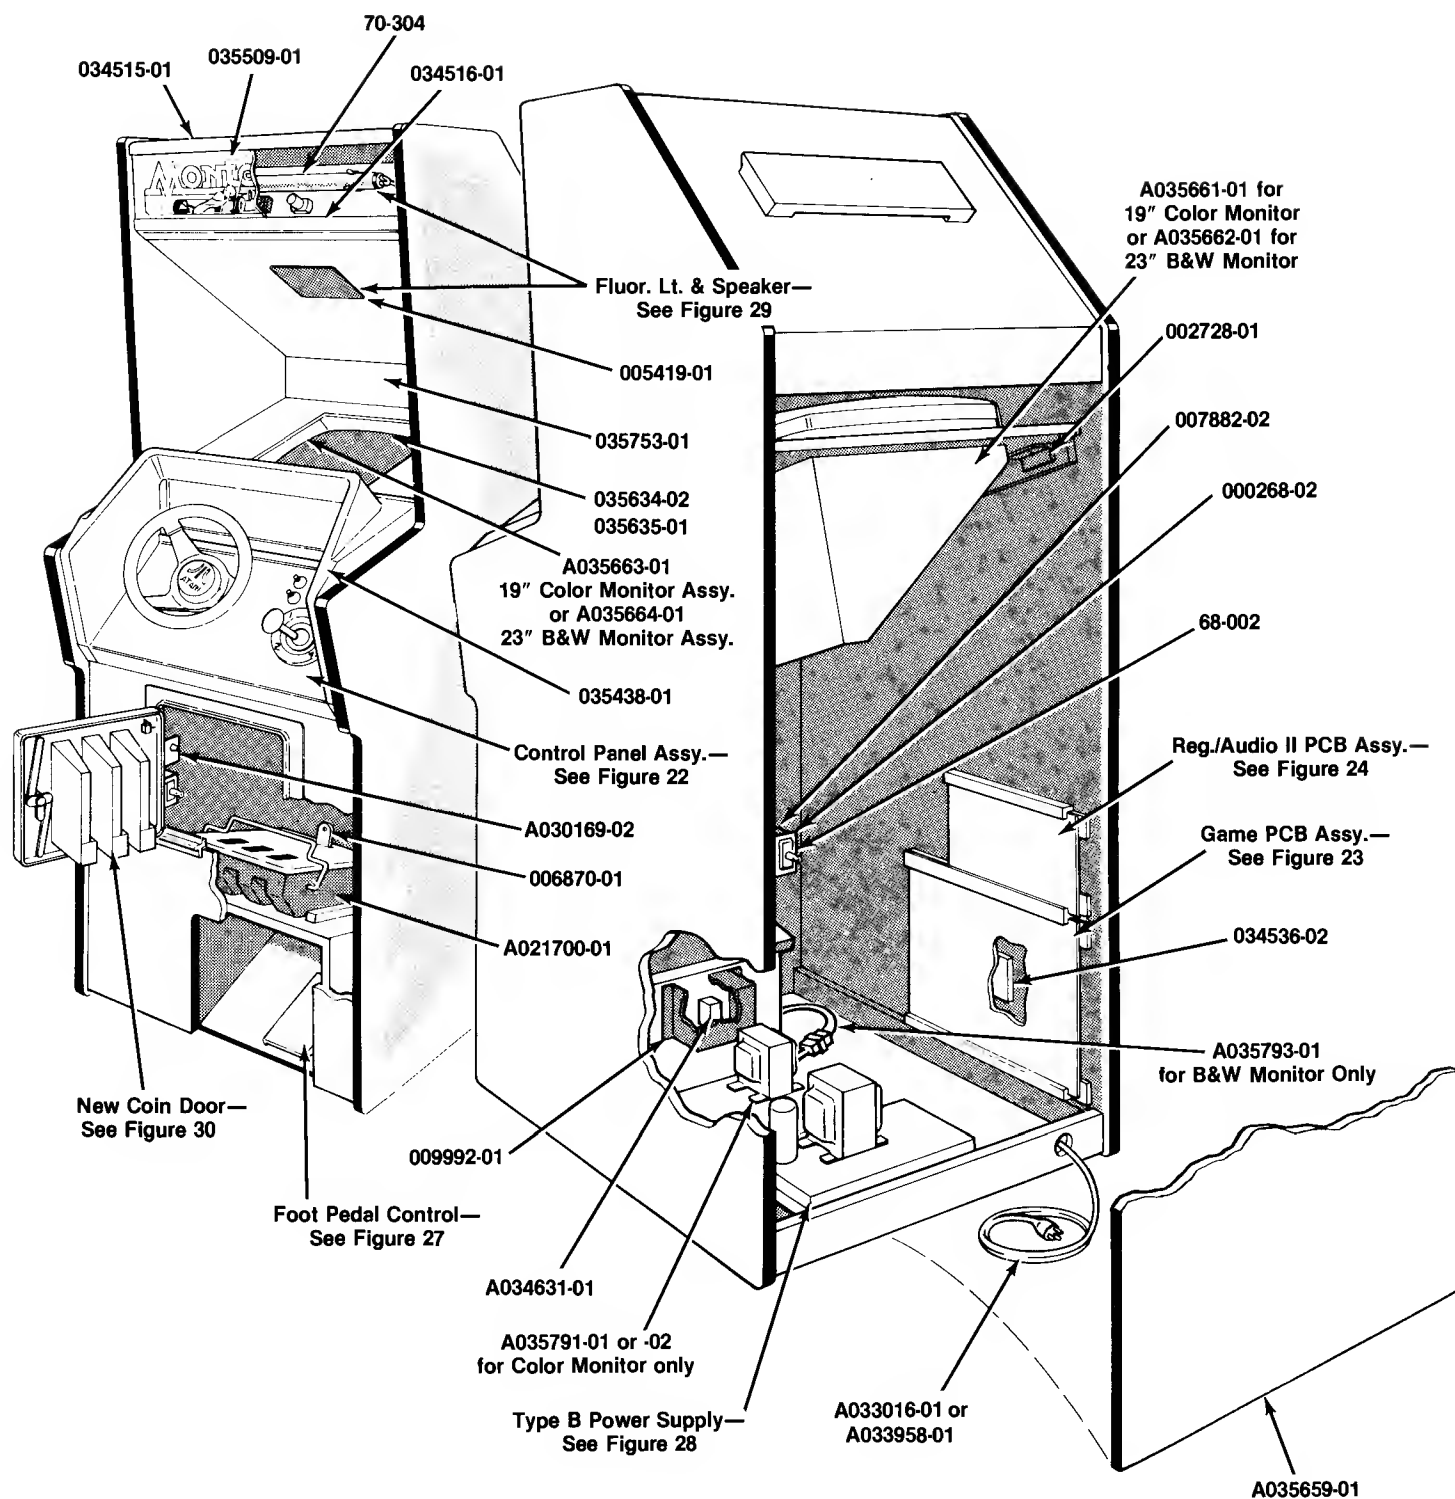 70-304
035509-01
034515-01
034516-01
MONTE
Fluor. Lt. & Speaker—
See Figure 29
005419-01
035753-01
035634-02
035635-01
A035663-01
19" Color Monitor Assy.
or A035664-01
23" B&W Monitor Assy.
ATARI
035438-01
Control Panel Assy.—
See Figure 22
A030169-02
006870-01
A021700-01
New Coin Door—
See Figure 30
Foot Pedal Control—
See Figure 27
009992-01
A034631-01
A035791-01 or -02
for Color Monitor only
Type B Power Supply—
See Figure 28
A035661-01 for
19" Color Monitor
or A035662-01 for
23" B&W Monitor
002728-01
007882-02
000268-02
68-002
Reg./Audio II PCB Assy.—
See Figure 24
Game PCB Assy.—
See Figure 23
034536-02
A035793-01
for B&W Monitor Only
A033016-01 or
A033958-01
A035659-01